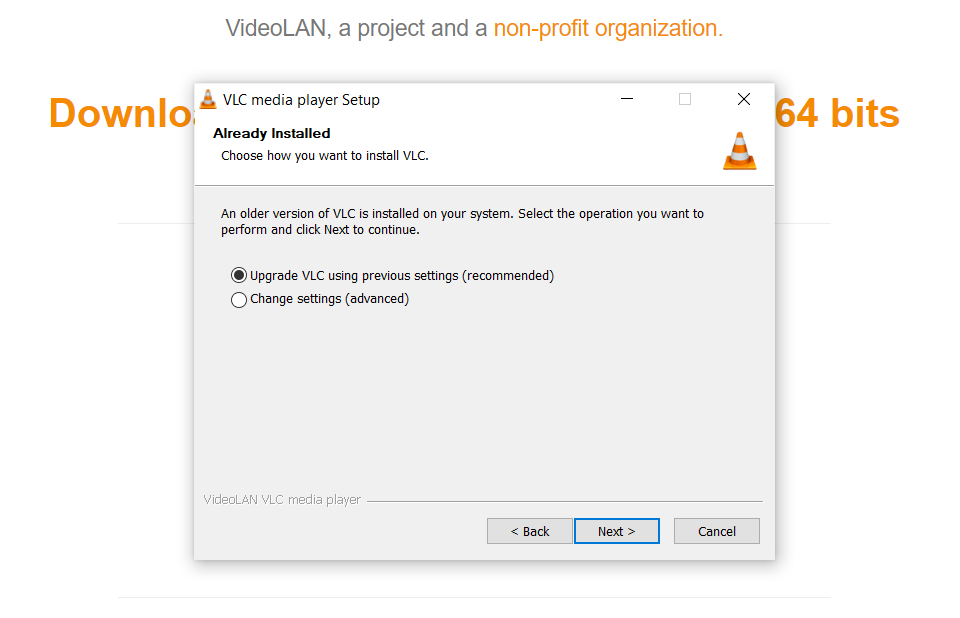 VideoLAN, a project and a non-profit organization.
VLC media player Setup
Already Installed
Choose how you want to install VLC.
64 bits
An older version of VLC is installed on your system. Select the operation you want to
perform and click Next to continue.
Upgrade VLC using previous settings (recommended)
Change settings (advanced)
VideoLAN VLC media player
< Back
Next >
Cancel